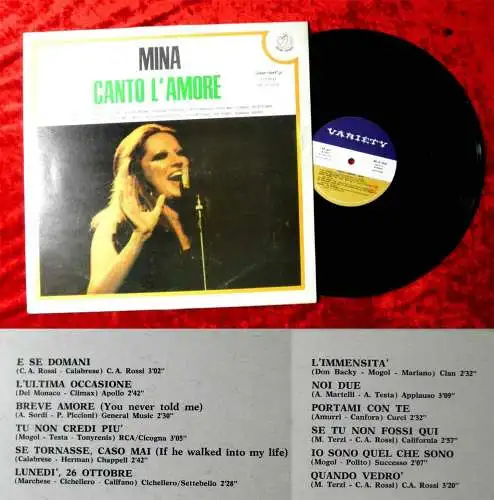 MINA
CANTO L'AMORE
VARIETY
E SE DOMANI
(C. A. Rossi - Calabrese) C. A. Rossi 3'02"
L'ULTIMA OCCASIONE
(Del Monaco - Climax) Apollo 2'42"
BREVE AMORE (You never told me)
(A. Sordi - P. Piccioni) General Music 2'30"
TU NON CREDI PIU'
(Mogol - Testa - Tonyrenis) RCA/Cicogna 3'05"
SE TORNASSE, CASO MAI (If he walked into my life)
(Calabrese - Herman) Chappell 2'42"
LUNEDI', 26 OTTOBRE
(Marchese - Cichellero - Califano) Cichellero/Settebello 2'28"
L'IMMENSITA'
(Don Backy - Mogol - Mariano) Clan 2'32"
NOI DUE
(A. Martelli - A. Testa) Applauso 3'09"
PORTAMI CON TE
(Amurri - Canfora) Curci 2'32"
SE TU NON FOSSI QUI
(M. Terzi - C. A. Rossi) California 2'57"
IO SONO QUEL CHE SONO
(Mogol - Polito) Successo 2'07"
QUANDO VEDRO'
(M. Terzi - C. A. Rossi) C.A. Rossi 3'20"